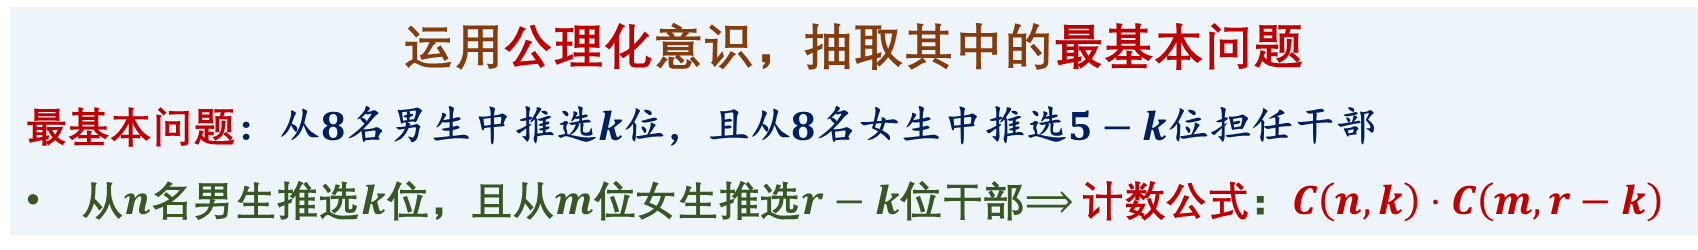 运用公理化意识，抽取其中的最基本问题
最基本问题：从8名男生中推选k位，且从8名女生中推选5 − k位担任干部
• 从n名男生推选k位，且从m位女生推选r − k位干部⟹ 计数公式：C(n, k) · C(m, r − k)